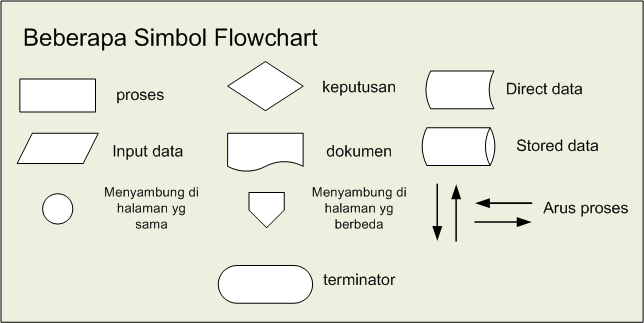 Beberapa Simbol Flowchart
proses
keputusan
Direct data
Input data
dokumen
Stored data
Menyambung di
halaman yg
sama
Menyambung di
halaman yg
berbeda
Arus proses
terminator